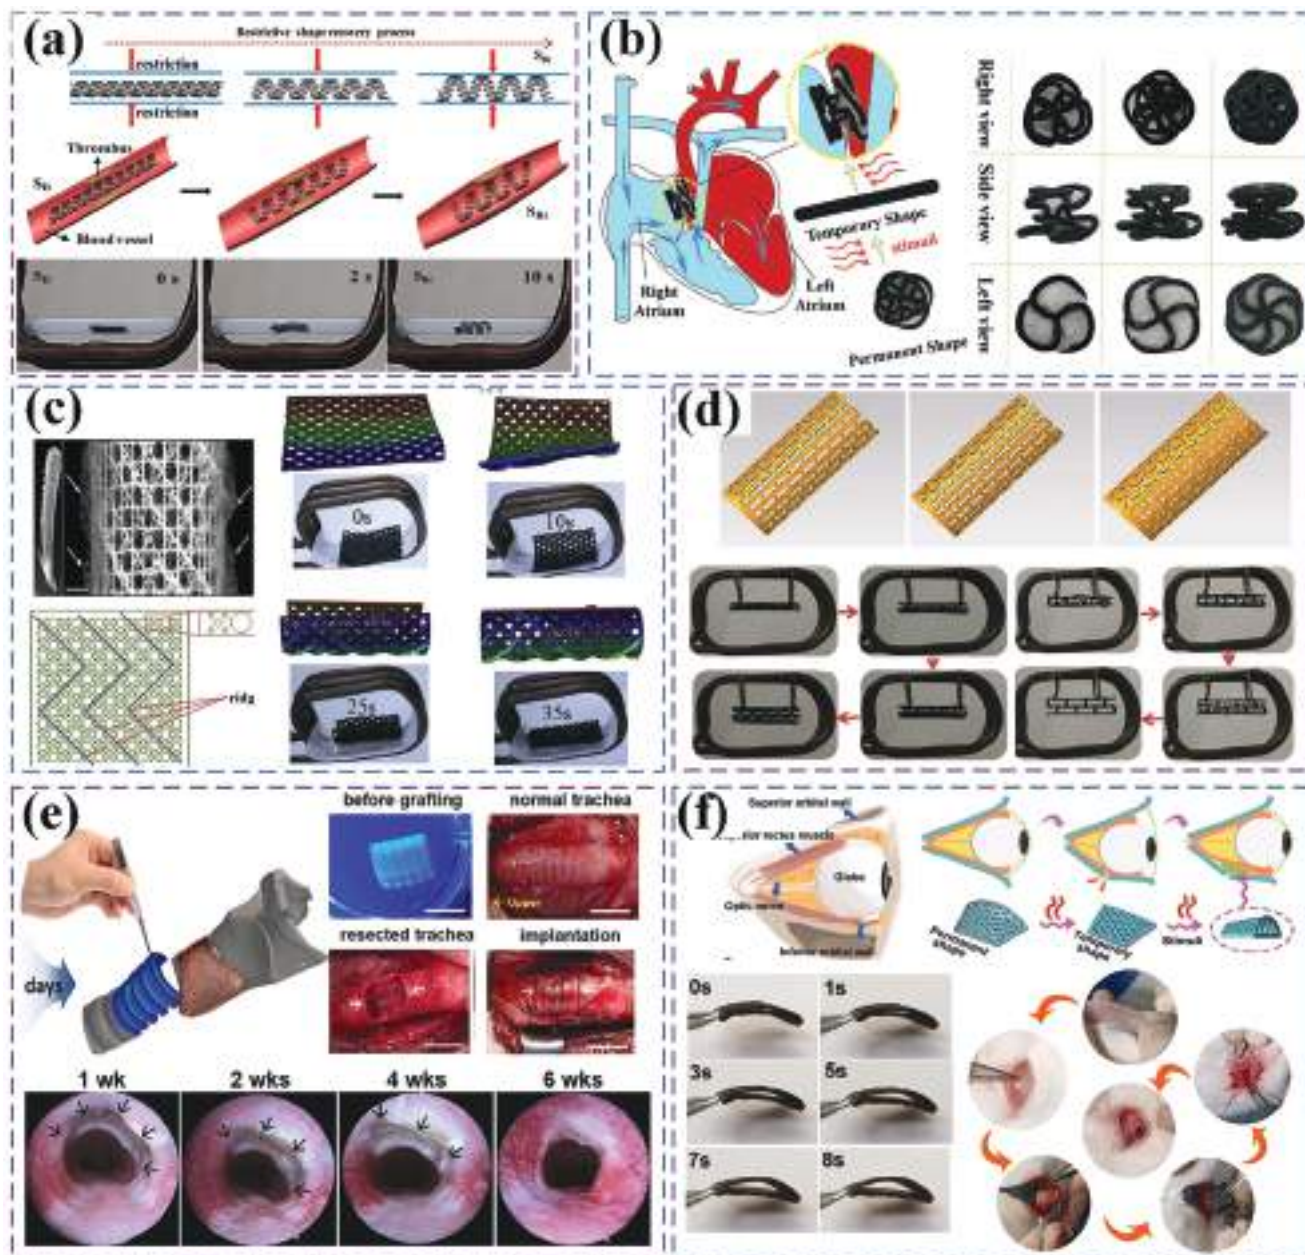 (a)
Restrictive shape recovery process
restriction
restriction
Thrombus
Blood vessel
0 s
2 s
10 s
(b)
Temporary Shape
stimuli
Right
Atrium
Left
Atrium
Permanent Shape
Right view
Side view
Left view
(c)
0s
10s
ridg
25s
35s
(d)
(e)
before grafting
normal trachea
resected trachea
implantation
days
1 wk
2 wks
4 wks
6 wks
(f)
Superior orbital wall
rior rectus muscle
Globe
Optic nerve
Inferior orbital wall
Permanent
shape
Temporary
shape
Stimuli
0s
1s
3s
5s
7s
8s